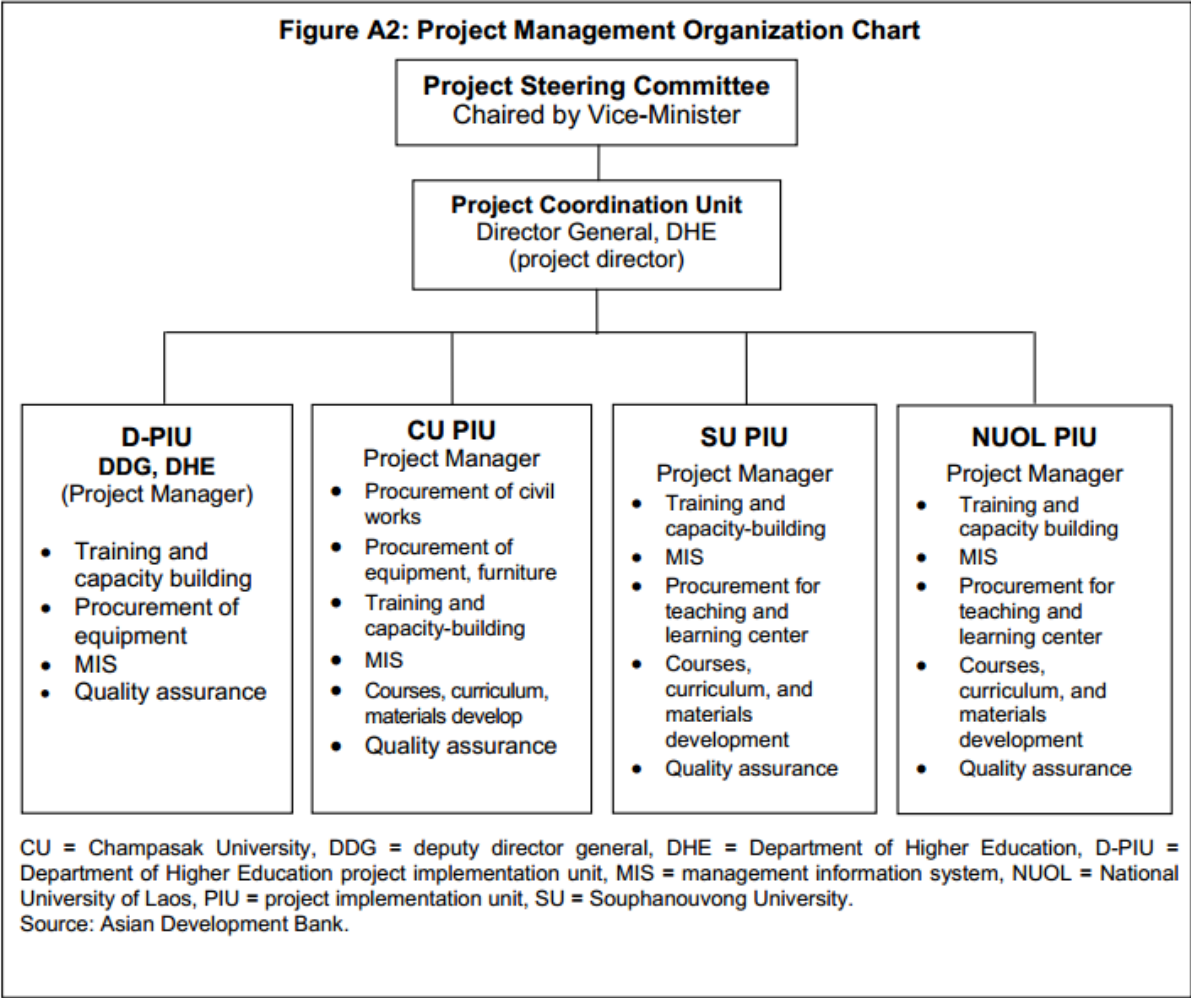 Figure A2: Project Management Organization Chart
Project Steering Committee
Chaired by Vice-Minister
Project Coordination Unit
Director General, DHE
(project director)
D-PIU
DDG, DHE
(Project Manager)
• Training and
capacity building
• Procurement of
equipment
• MIS
• Quality assurance
CU PIU
Project Manager
• Procurement of civil
works
• Procurement of
equipment, furniture
• Training and
capacity-building
• MIS
• Courses, curriculum,
materials develop
• Quality assurance
SU PIU
Project Manager
• Training and
capacity-building
• MIS
• Procurement for
teaching and
learning center
• Courses,
curriculum, and
materials
development
• Quality assurance
NUOL PIU
Project Manager
• Training and
capacity building
• MIS
• Procurement for
teaching and
learning center
• Courses,
curriculum, and
materials
development
• Quality assurance
CU = Champasak University, DDG = deputy director general, DHE = Department of Higher Education, D-PIU =
Department of Higher Education project implementation unit, MIS = management information system, NUOL = National
University of Laos, PIU = project implementation unit, SU = Souphanouvong University.
Source: Asian Development Bank.